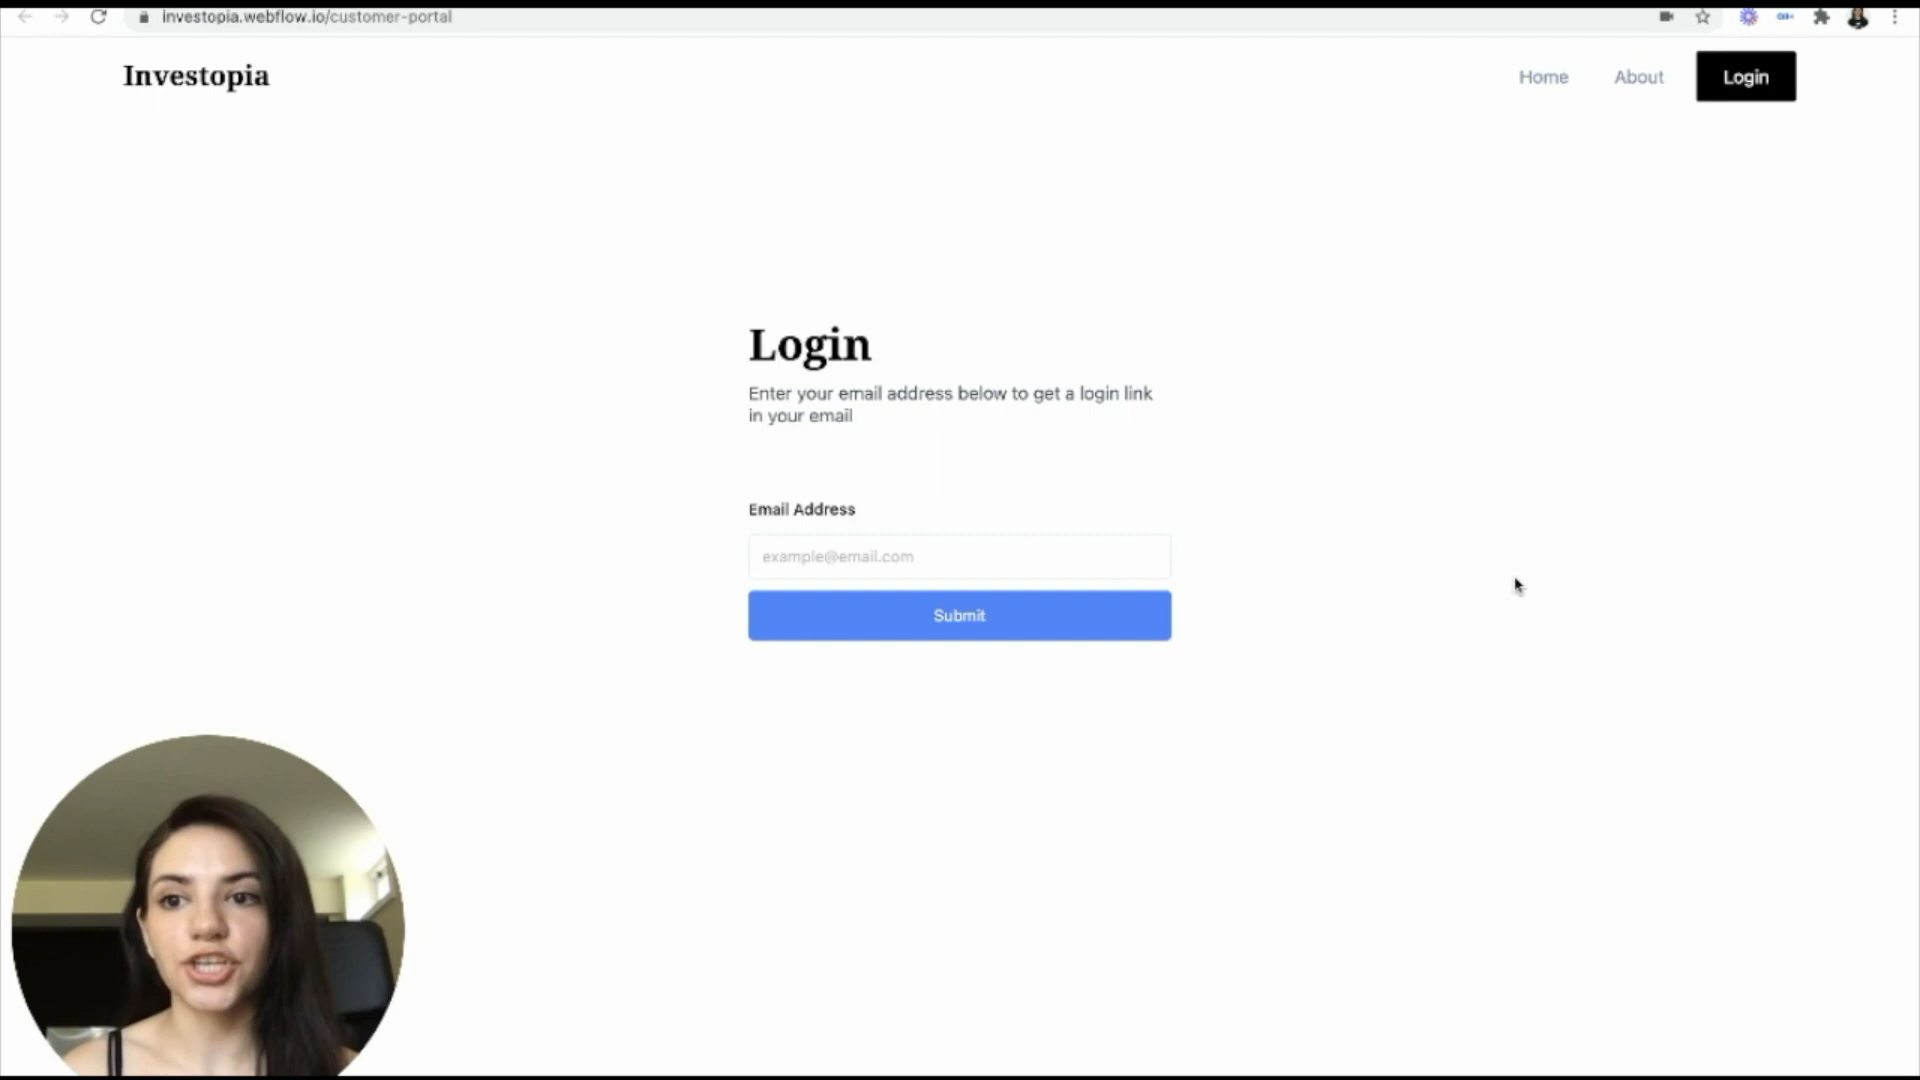 investopia.webflow.io/customer-portal
Investopia
Home
About
Login
Login
Enter your email address below to get a login link
in your email
Email Address
example@email.com
Submit